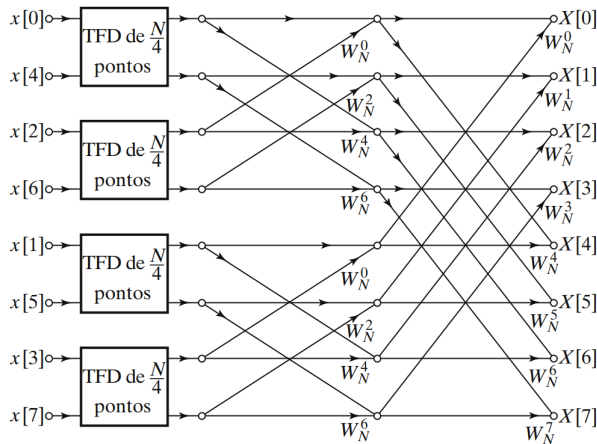 x[0] TFD de N/4 pontos X[0]
W_N^0 W_N^0
x[4] X[1]
W_N^2 W_N^1
x[2] TFD de N/4 pontos X[2]
W_N^4 W_N^2
x[6] X[3]
W_N^6 W_N^3
x[1] TFD de N/4 pontos X[4]
W_N^0 W_N^4
x[5] X[5]
W_N^2 W_N^5
x[3] TFD de N/4 pontos X[6]
W_N^4 W_N^6
x[7] X[7]
W_N^6 W_N^7